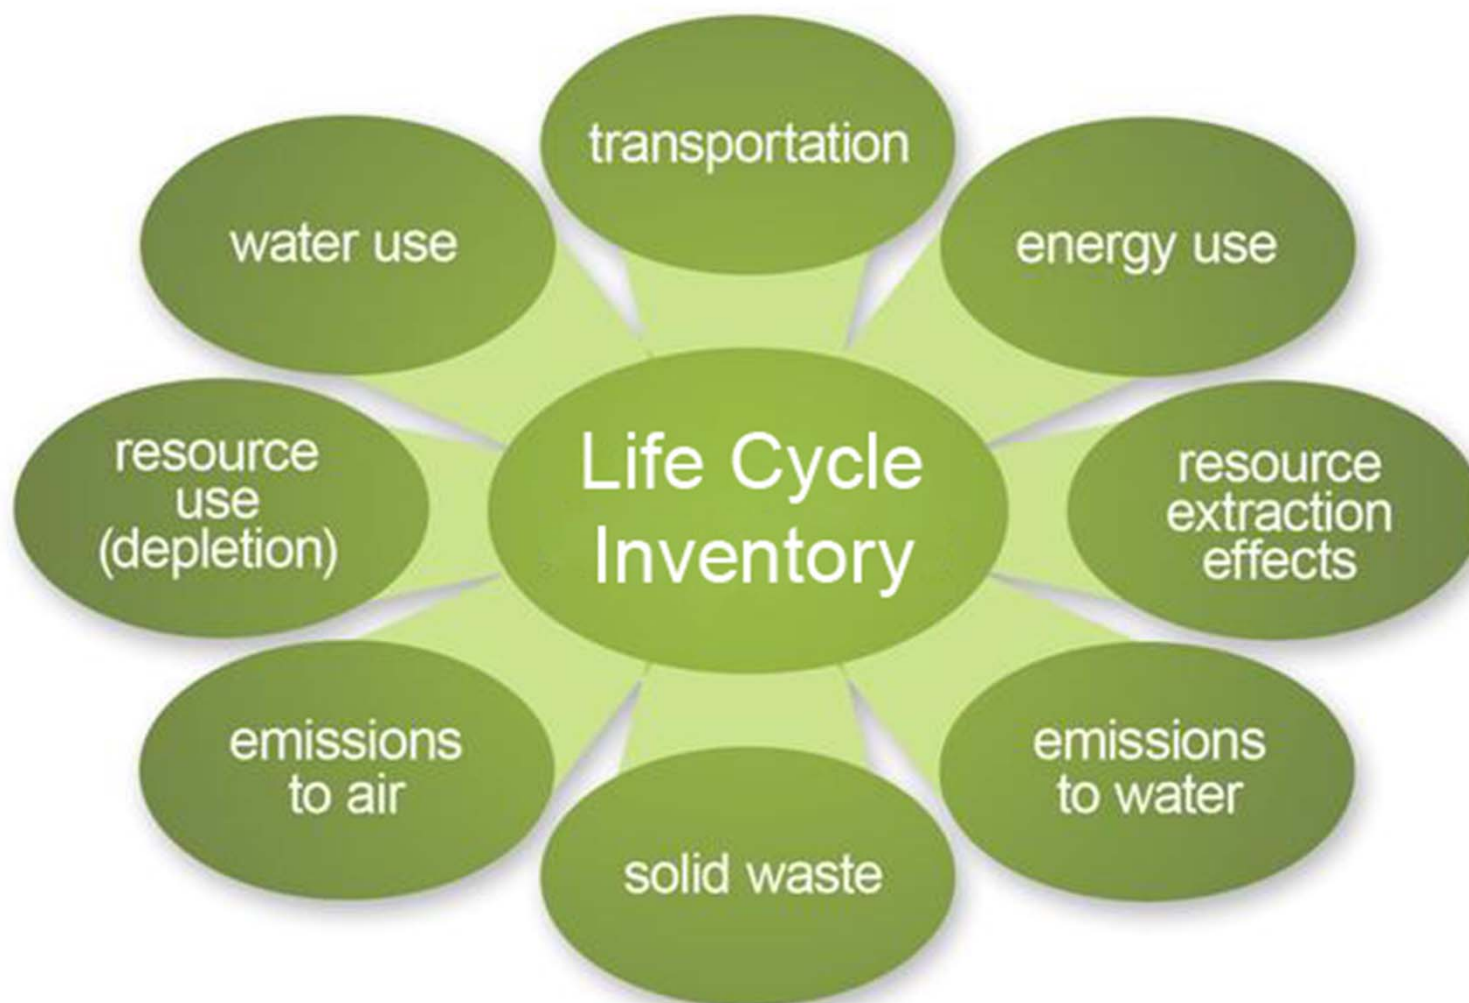 transportation
water use
energy use
resource
use
(depletion)
Life Cycle
Inventory
resource
extraction
effects
emissions
to air
emissions
to water
solid waste